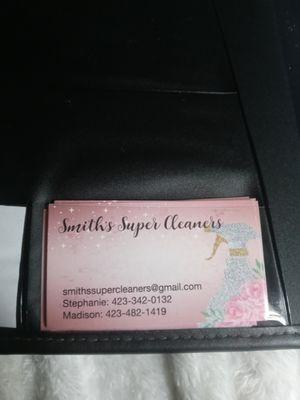 Smith's Super Cleaners
smithssupercleaners@gmail.com
Stephanie: 423-342-0132
Madison: 423-482-1419